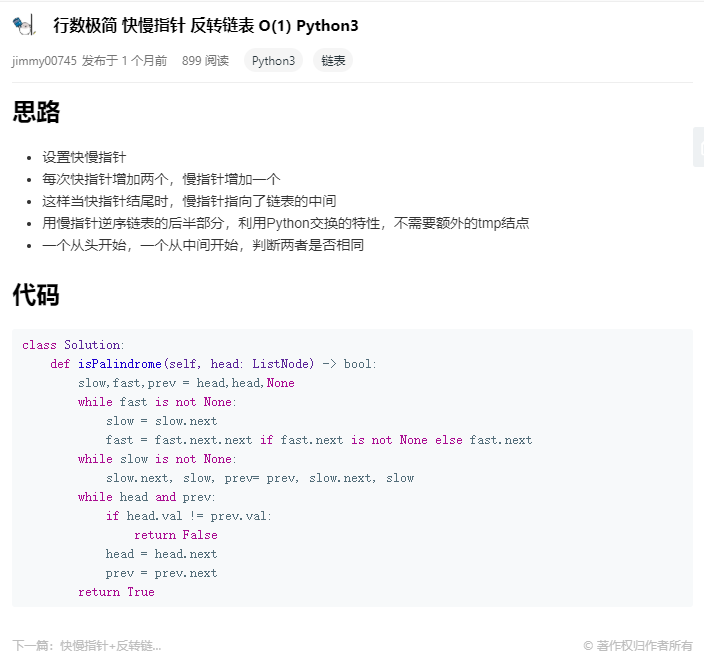 行数极简 快慢指针 反转链表 O(1) Python3
jimmy00745 发布于 1 个月前 899 阅读 Python3 链表
思路
• 设置快慢指针
• 每次快指针增加两个，慢指针增加一个
• 这样当快指针结尾时，慢指针指向了链表的中间
• 用慢指针逆序链表的后半部分，利用Python交换的特性，不需要额外的tmp结点
• 一个从头开始，一个从中间开始，判断两者是否相同
代码
class Solution:
    def isPalindrome(self, head: ListNode) -> bool:
        slow,fast,prev = head,head,None
        while fast is not None:
            slow = slow.next
            fast = fast.next.next if fast.next is not None else fast.next
        while slow is not None:
            slow.next, slow, prev= prev, slow.next, slow
        while head and prev:
            if head.val != prev.val:
                return False
            head = head.next
            prev = prev.next
        return True
下一篇：快慢指针+反转链... © 著作权归作者所有